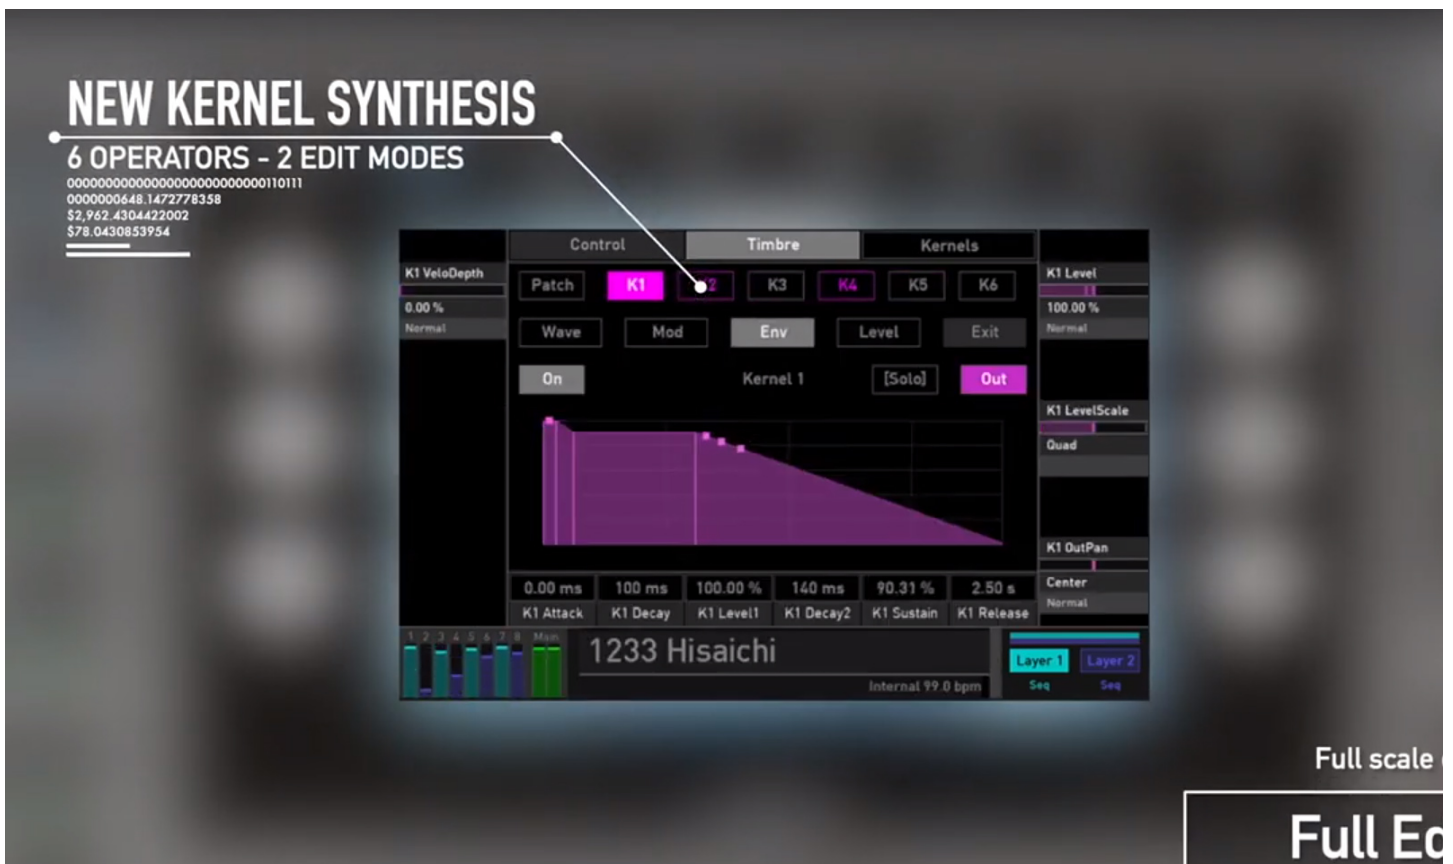 NEW KERNEL SYNTHESIS
6 OPERATORS - 2 EDIT MODES
00000000000000000000000000110111
0000000648.1472778358
$2,962.4304422002
$78.0430853954
Control Timbre Kernels
K1 VeloDepth
0.00 %
Normal
Patch K1 K2 K3 K4 K5 K6
Wave Mod Env Level Exit
On Kernel 1 [Solo] Out
K1 Level
100.00 %
Normal
K1 LevelScale
Quad
K1 OutPan
Center
Normal
0.00 ms 100 ms 100.00 % 140 ms 90.31 % 2.50 s
K1 Attack K1 Decay K1 Level1 K1 Decay2 K1 Sustain K1 Release
1 2 3 4 5 6 7 8 Main
1233 Hisaichi
Internal 99.0 bpm
Layer 1 Layer 2
Seq Seq
Full scale
Full